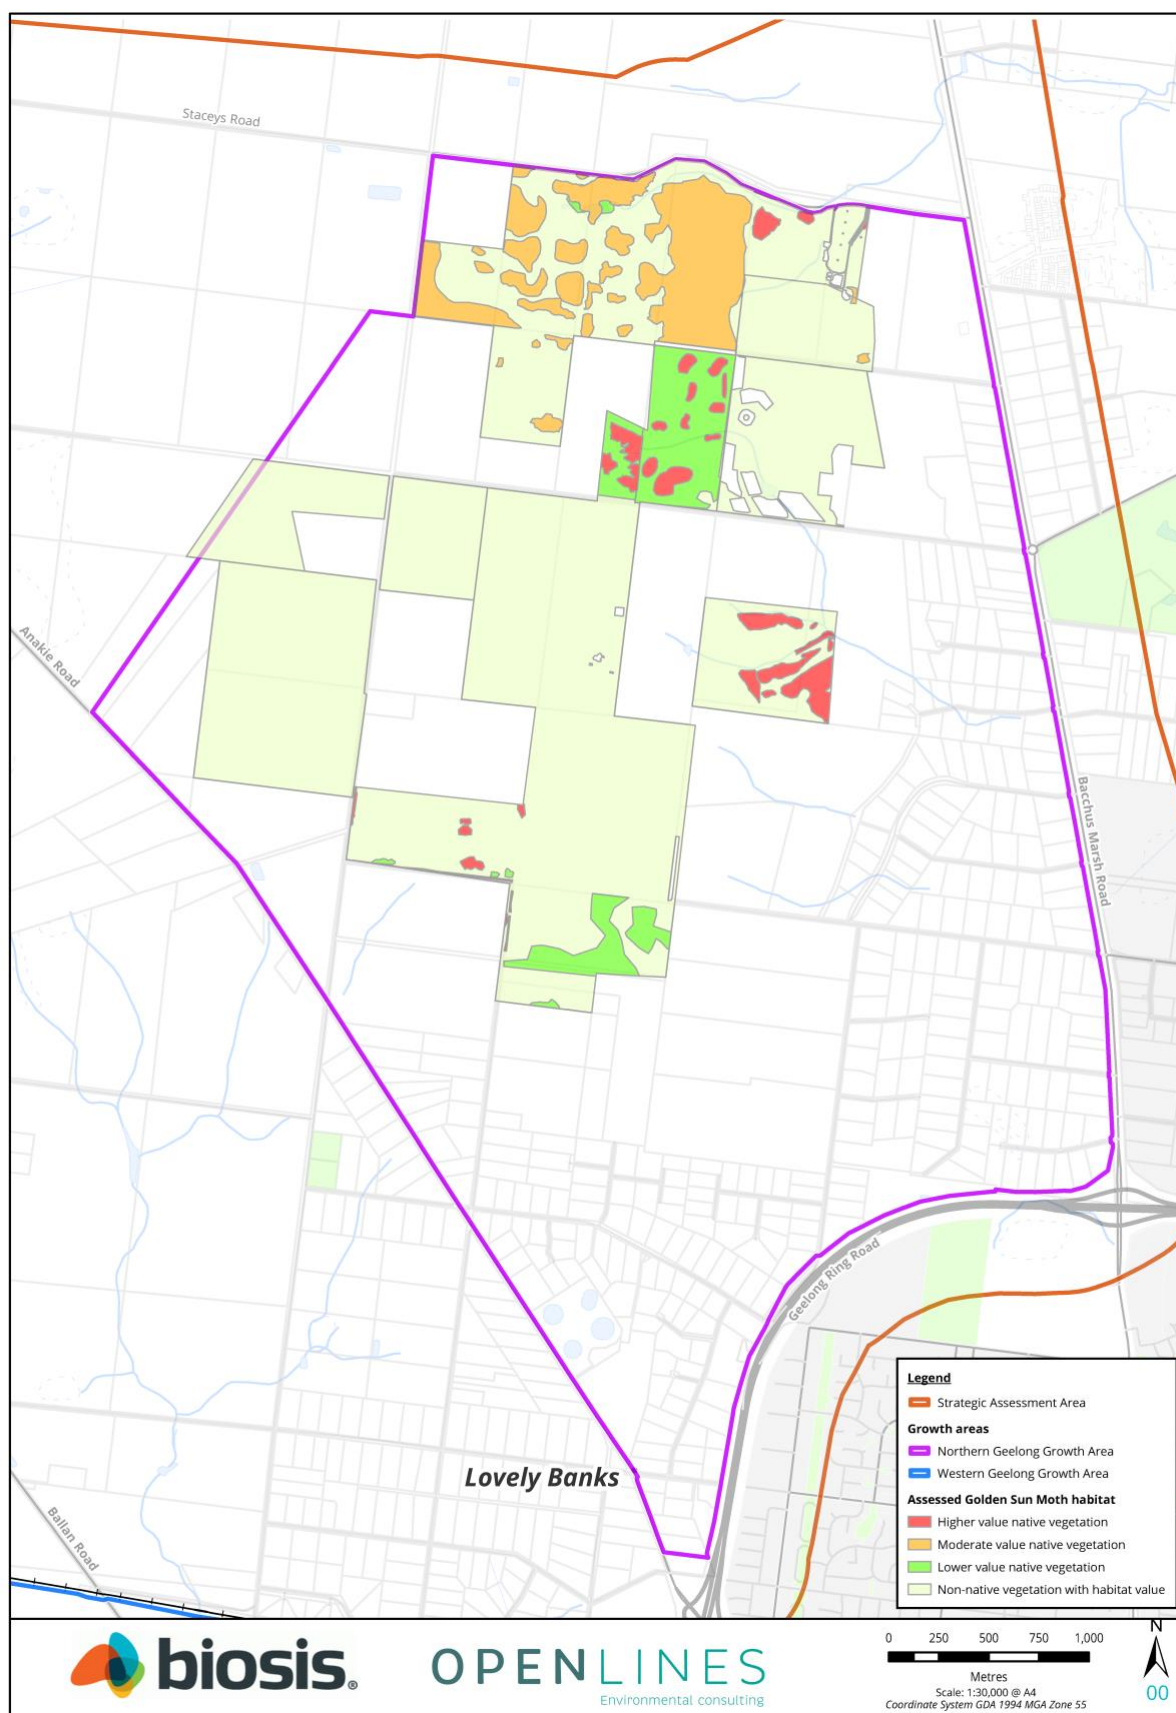 Staceys Road
Anakie Road
Bacchus Marsh Road
Geelong Ring Road
Lovely Banks
Ballan Road
Legend
Strategic Assessment Area
Growth areas
Northern Geelong Growth Area
Western Geelong Growth Area
Assessed Golden Sun Moth habitat
Higher value native vegetation
Moderate value native vegetation
Lower value native vegetation
Non-native vegetation with habitat value
biosis®
OPENLINES
Environmental consulting
0 250 500 750 1,000
Metres
Scale: 1:30,000 @ A4
Coordinate System GDA 1994 MGA Zone 55
N
00